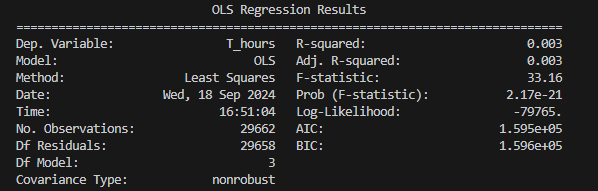 OLS Regression Results
==============================================================================
Dep. Variable: T_hours R-squared: 0.003
Model: OLS Adj. R-squared: 0.003
Method: Least Squares F-statistic: 33.16
Date: Wed, 18 Sep 2024 Prob (F-statistic): 2.17e-21
Time: 16:51:04 Log-Likelihood: -79765.
No. Observations: 29662 AIC: 1.595e+05
Df Residuals: 29658 BIC: 1.596e+05
Df Model: 3
Covariance Type: nonrobust